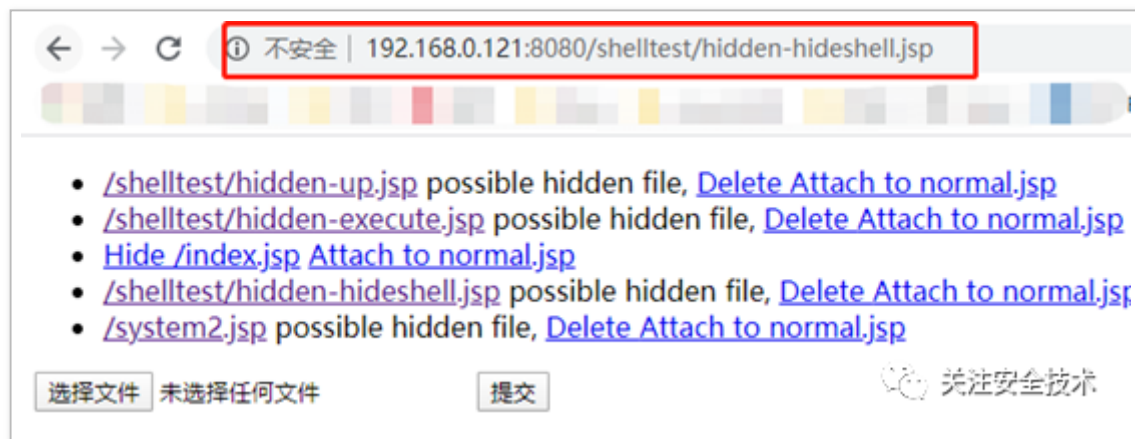 不安全 | 192.168.0.121:8080/shelltest/hidden-hideshell.jsp
/shelltest/hidden-up.jsp possible hidden file, Delete Attach to normal.jsp
/shelltest/hidden-execute.jsp possible hidden file, Delete Attach to normal.jsp
Hide /index.jsp Attach to normal.jsp
/shelltest/hidden-hideshell.jsp possible hidden file, Delete Attach to normal.jsp
/system2.jsp possible hidden file, Delete Attach to normal.jsp
选择文件 未选择任何文件 提交
关注安全技术